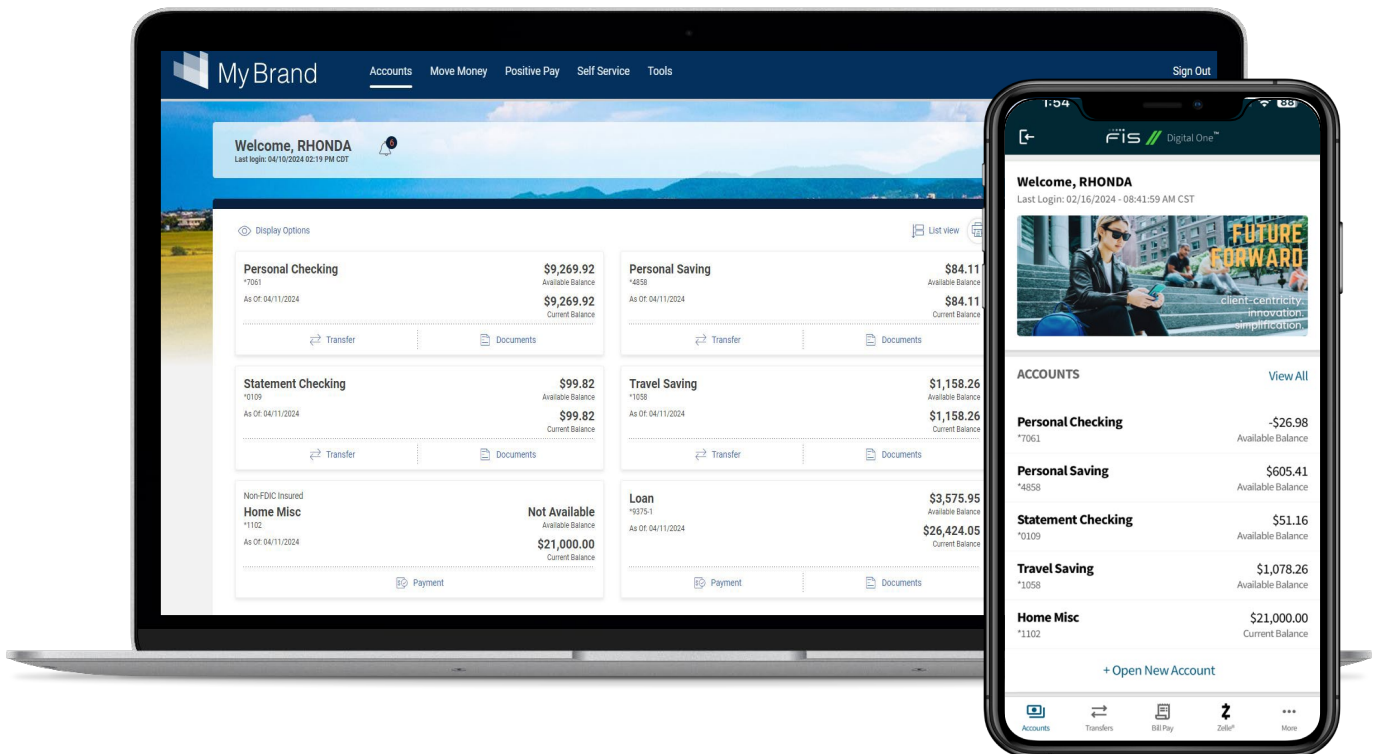 My Brand
Accounts Move Money Positive Pay Self Service Tools
Sign Out
Welcome, RHONDA
Last login: 04/10/2024 02:19 PM CDT
Display Options
List view
Personal Checking $9,269.92
*7061 Available Balance
As Of: 04/11/2024 $9,269.92
Current Balance
Transfer Documents
Personal Saving $84.11
*4858 Available Balance
As Of: 04/11/2024 $84.11
Current Balance
Transfer Documents
Statement Checking $99.82
*0109 Available Balance
As Of: 04/11/2024 $99.82
Current Balance
Transfer Documents
Travel Saving $1,158.26
*1058 Available Balance
As Of: 04/11/2024 $1,158.26
Current Balance
Transfer Documents
Non-FDIC Insured
Home Misc Not Available
*1102 Available Balance
As Of: 04/11/2024 $21,000.00
Current Balance
Payment
Loan $3,575.95
*9375-1 Available Balance
As Of: 04/11/2024 $26,424.05
Current Balance
Payment Documents
1:54 88
FIS Digital One™
Welcome, RHONDA
Last Login: 02/16/2024 - 08:41:59 AM CST
FUTURE
FORWARD
client-centricity.
innovation.
simplification.
ACCOUNTS View All
Personal Checking -$26.98
*7061 Available Balance
Personal Saving $605.41
*4858 Available Balance
Statement Checking $51.16
*0109 Available Balance
Travel Saving $1,078.26
*1058 Available Balance
Home Misc $21,000.00
*1102 Current Balance
+ Open New Account
Accounts Transfers Bill Pay Zelle® More